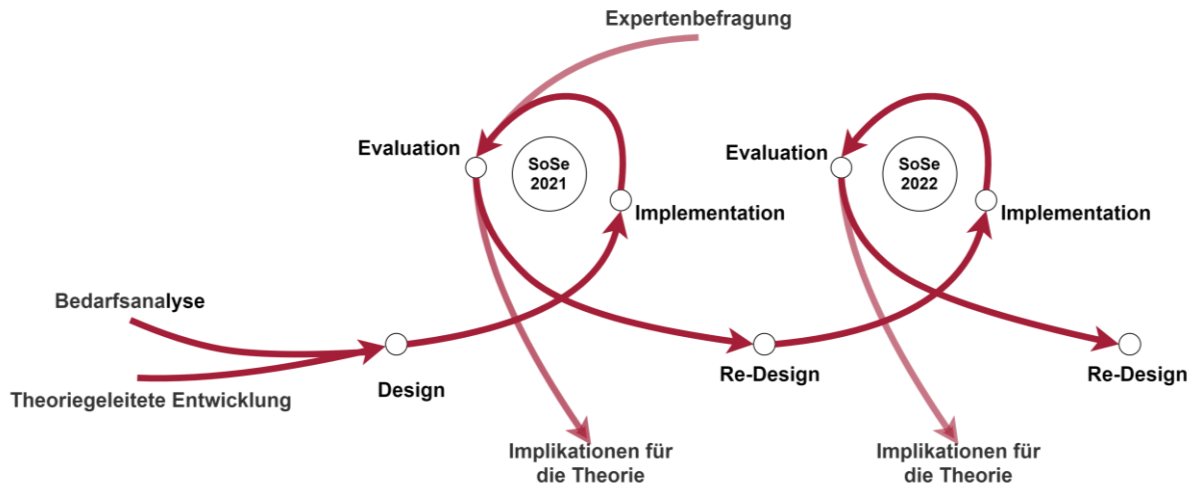 Expertenbefragung
Evaluation
SoSe
2021
Implementation
Evaluation
SoSe
2022
Implementation
Bedarfsanalyse
Theoriegeleitete Entwicklung
Design
Re-Design
Re-Design
Implikationen für
die Theorie
Implikationen für
die Theorie